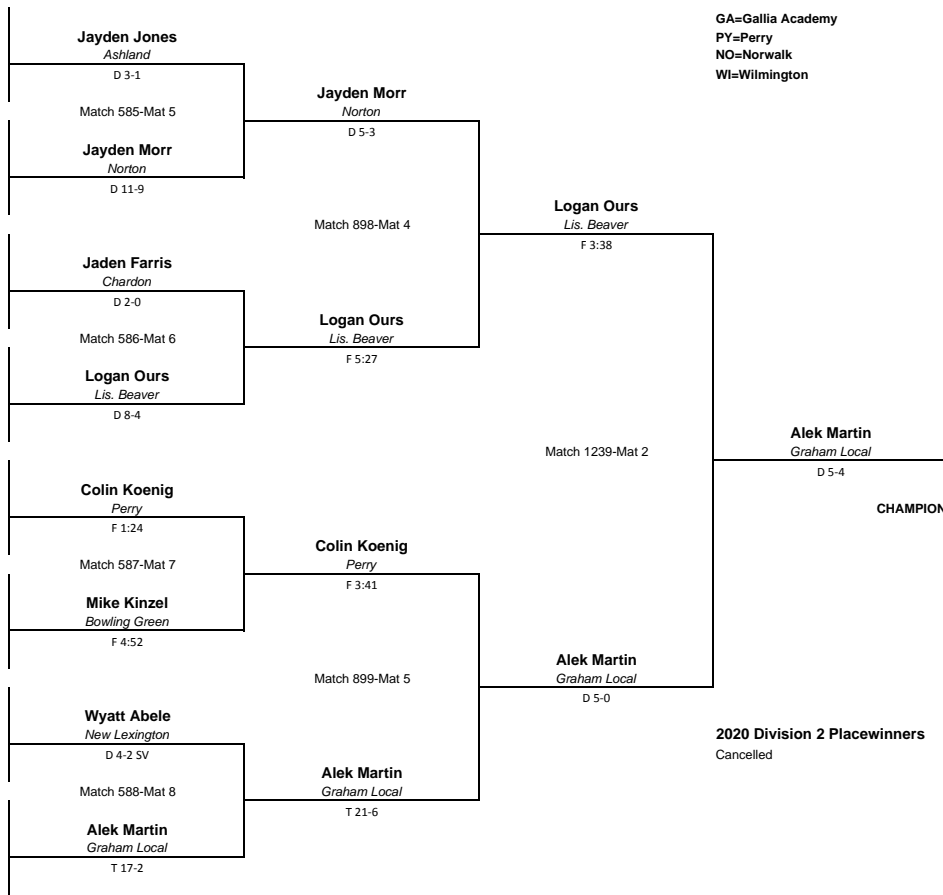 GA=Gallia Academy
PY=Perry
NO=Norwalk
WI=Wilmington
Jayden Jones
Ashland
D 3-1
Match 585-Mat 5
Jayden Morr
Norton
D 11-9
Jayden Morr
Norton
D 5-3
Match 898-Mat 4
Jaden Farris
Chardon
D 2-0
Match 586-Mat 6
Logan Ours
Lis. Beaver
D 8-4
Logan Ours
Lis. Beaver
F 5:27
Logan Ours
Lis. Beaver
F 3:38
Match 1239-Mat 2
Alek Martin
Graham Local
D 5-4
CHAMPION
Colin Koenig
Perry
F 1:24
Match 587-Mat 7
Mike Kinzel
Bowling Green
F 4:52
Colin Koenig
Perry
F 3:41
Match 899-Mat 5
Wyatt Abele
New Lexington
D 4-2 SV
Match 588-Mat 8
Alek Martin
Graham Local
T 17-2
Alek Martin
Graham Local
T 21-6
Alek Martin
Graham Local
D 5-0
2020 Division 2 Placewinners
Cancelled